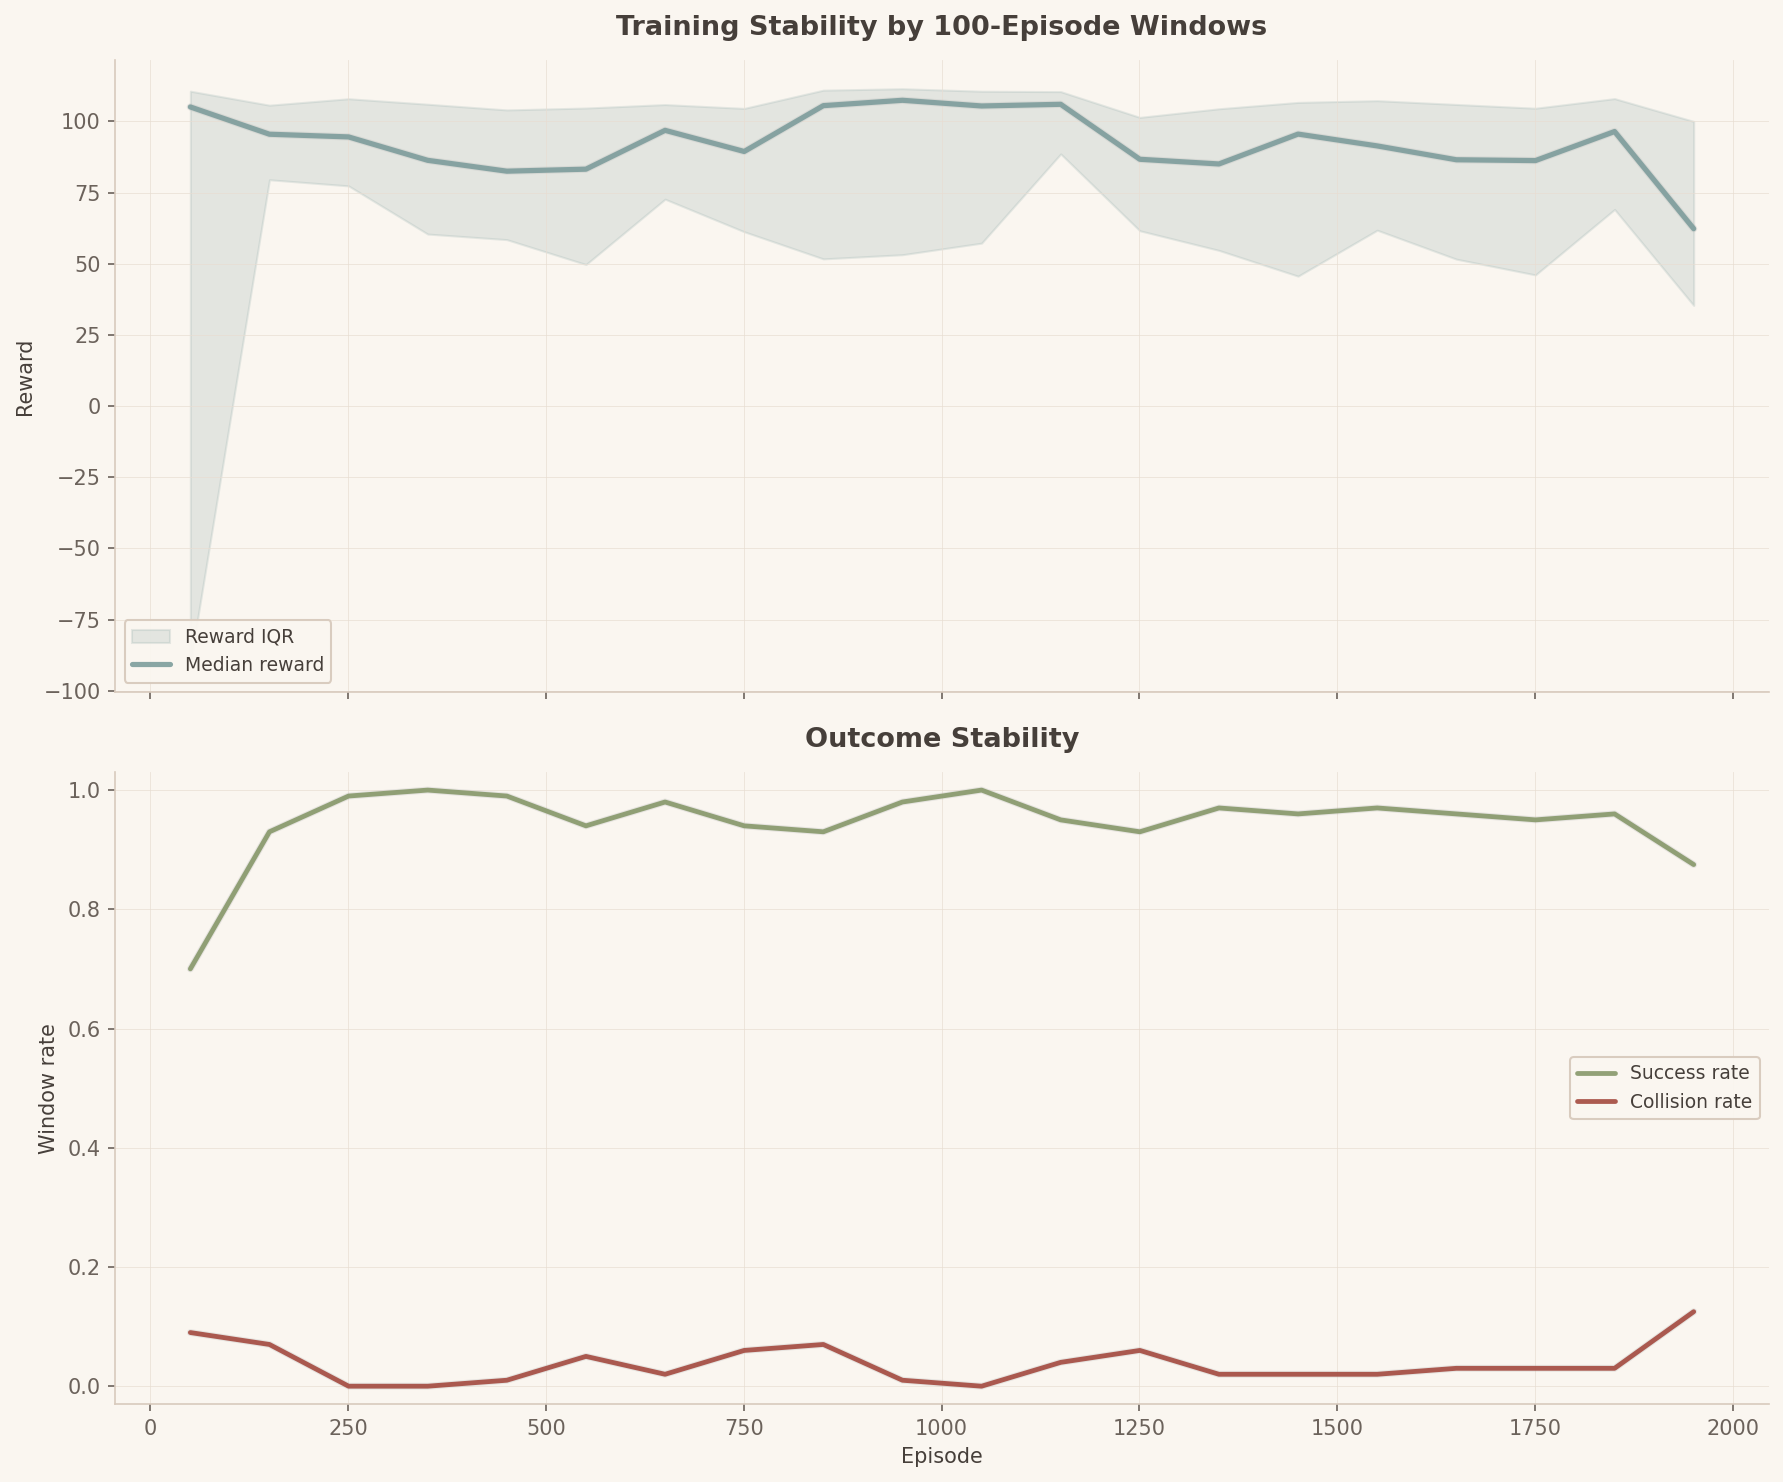 Training Stability by 100-Episode Windows
100
75
50
25
0
−25
−50
−75
−100
Reward
Reward IQR
Median reward
Outcome Stability
1.0
0.8
0.6
0.4
0.2
0.0
Window rate
Success rate
Collision rate
0 250 500 750 1000 1250 1500 1750 2000
Episode